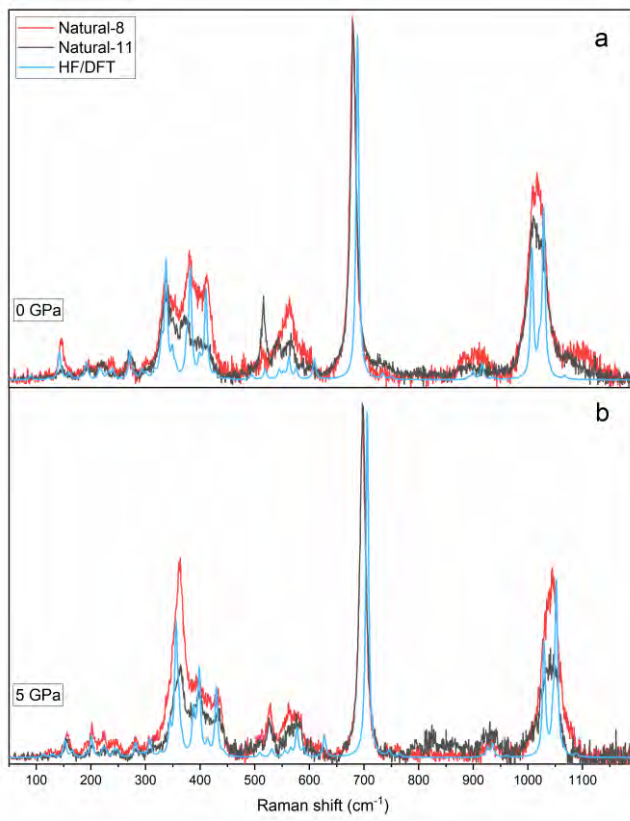 Natural-8
Natural-11
HF/DFT
a
0 GPa
b
5 GPa
100 200 300 400 500 600 700 800 900 1000 1100
Raman shift (cm⁻¹)